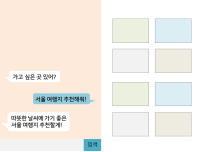 가고 싶은 곳 있어?
서울 여행지 추천해줘!
따뜻한 날씨에 가기 좋은
서울 여행지 추천할게!
입력